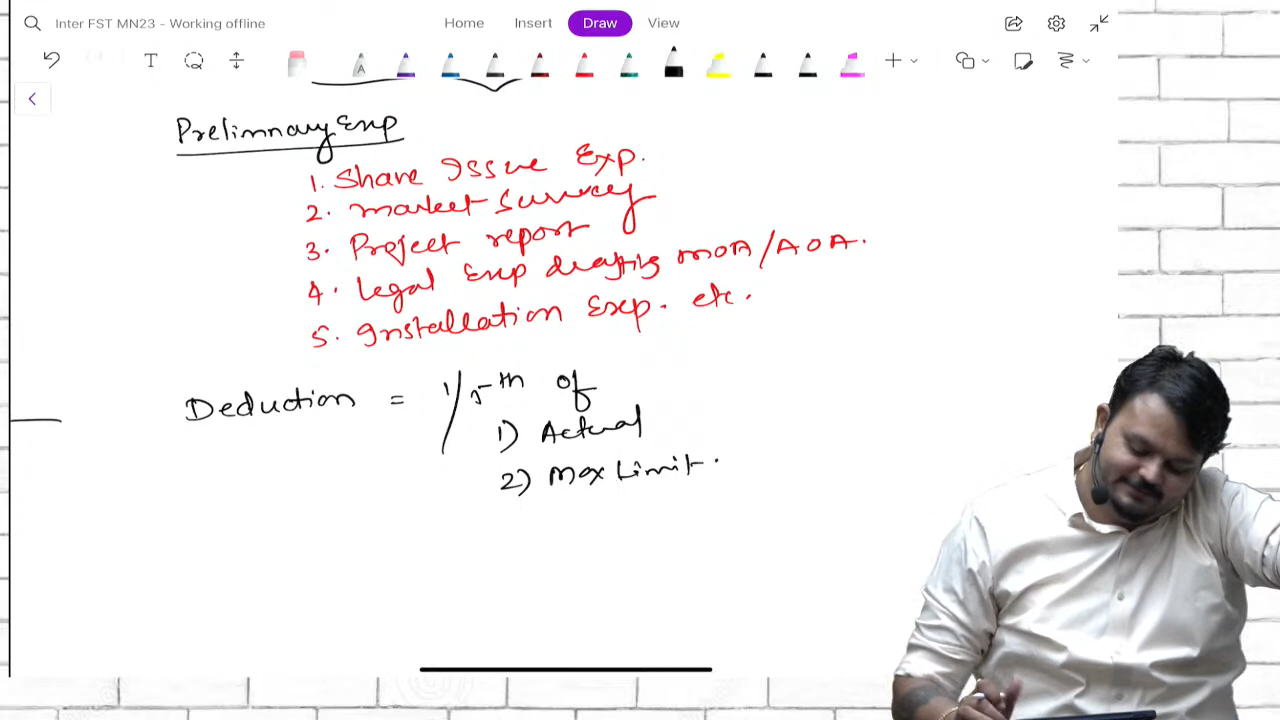 Inter FST MN23 - Working offline
Home Insert Draw View
Prelimnary Exp
1. Share Issue Exp.
2. Market Survey
3. Project report
4. Legal Exp drafting MOA/AOA.
5. Installation Exp. etc.
Deduction = 1/5th of
1) Actual
2) Max Limit.